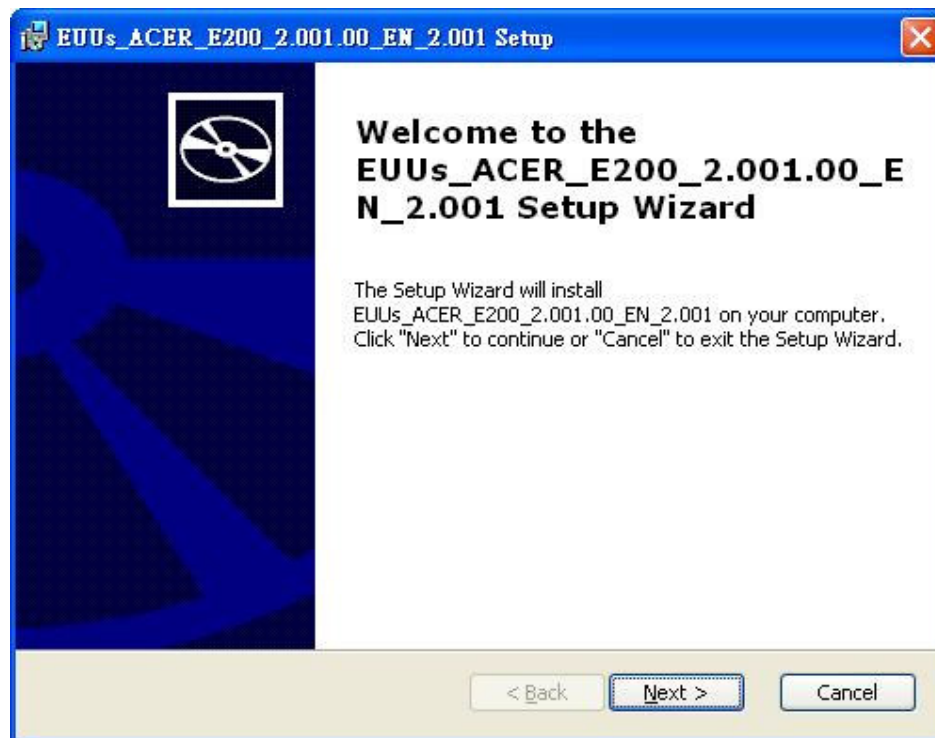 EUUs_ACER_E200_2.001.00_EN_2.001 Setup
Welcome to the
EUUs_ACER_E200_2.001.00_E
N_2.001 Setup Wizard
The Setup Wizard will install
EUUs_ACER_E200_2.001.00_EN_2.001 on your computer.
Click "Next" to continue or "Cancel" to exit the Setup Wizard.
< Back
Next >
Cancel